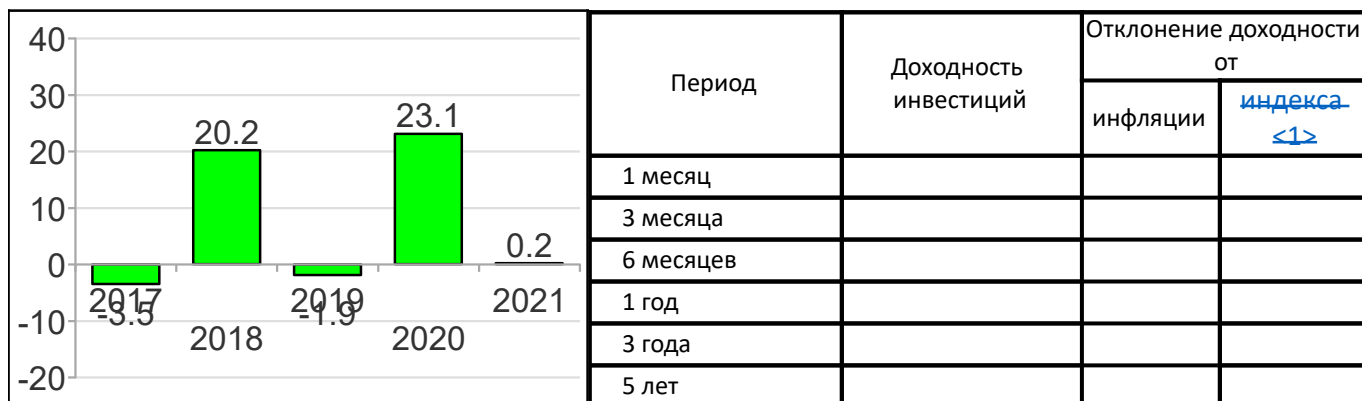 40
30
20
10
0
-10
-20
-3.5
20.2
-1.9
23.1
0.2
2017
2018
2019
2020
2021
Период
Доходность
инвестиций
Отклонение доходности
от
инфляции
индекса
<1>
1 месяц
3 месяца
6 месяцев
1 год
3 года
5 лет